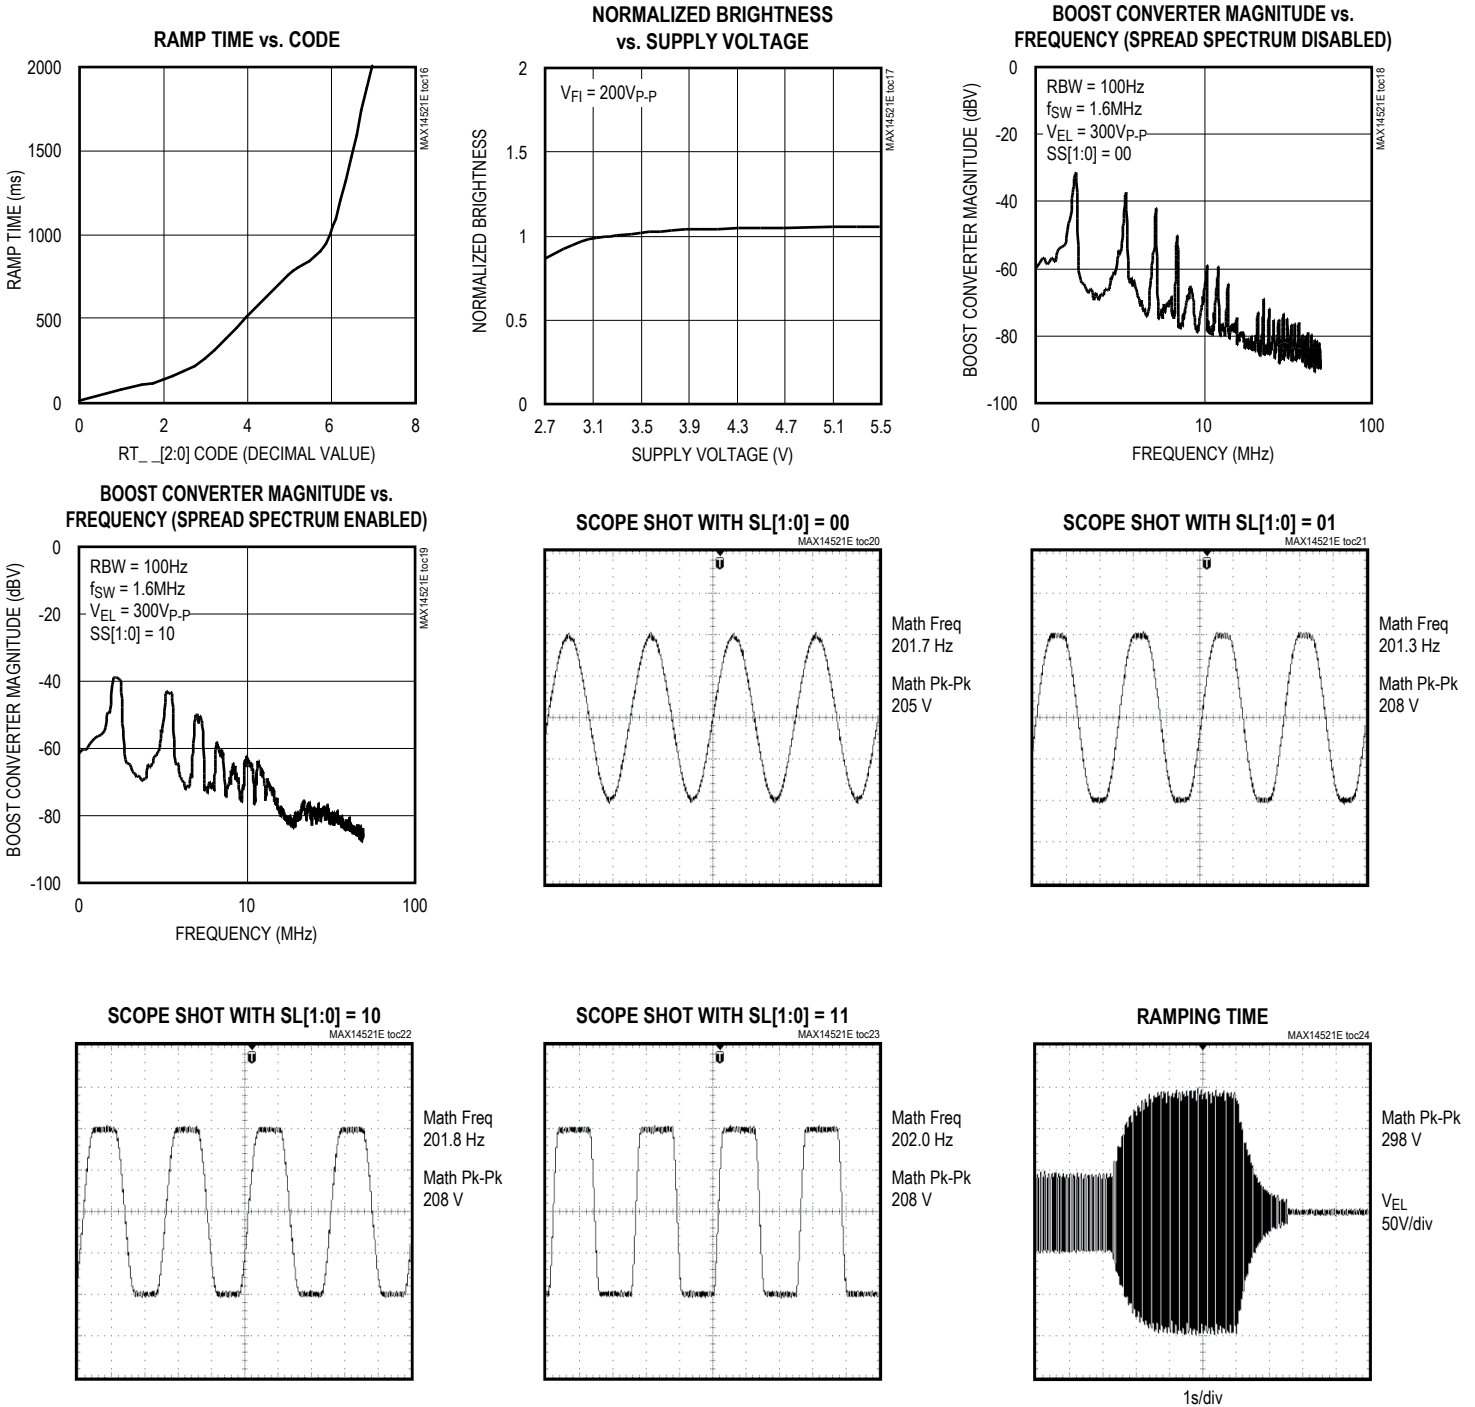 RAMP TIME vs. CODE
MAX14521E toc16
RAMP TIME (ms)
2000
1500
1000
500
0
0 2 4 6 8
RT_ _[2:0] CODE (DECIMAL VALUE)
NORMALIZED BRIGHTNESS
vs. SUPPLY VOLTAGE
MAX14521E toc17
VFI = 200VP-P
NORMALIZED BRIGHTNESS
2
1.5
1
0.5
0
2.7 3.1 3.5 3.9 4.3 4.7 5.1 5.5
SUPPLY VOLTAGE (V)
BOOST CONVERTER MAGNITUDE vs.
FREQUENCY (SPREAD SPECTRUM DISABLED)
MAX14521E toc18
RBW = 100Hz
fSW = 1.6MHz
VEL = 300VP-P
SS[1:0] = 00
BOOST CONVERTER MAGNITUDE (dBV)
0
-20
-40
-60
-80
-100
0 10 100
FREQUENCY (MHz)
BOOST CONVERTER MAGNITUDE vs.
FREQUENCY (SPREAD SPECTRUM ENABLED)
MAX14521E toc19
RBW = 100Hz
fSW = 1.6MHz
VEL = 300VP-P
SS[1:0] = 10
BOOST CONVERTER MAGNITUDE (dBV)
0
-20
-40
-60
-80
-100
0 10 100
FREQUENCY (MHz)
SCOPE SHOT WITH SL[1:0] = 00
MAX14521E toc20
T
Math Freq
201.7 Hz
Math Pk-Pk
205 V
SCOPE SHOT WITH SL[1:0] = 01
MAX14521E toc21
T
Math Freq
201.3 Hz
Math Pk-Pk
208 V
SCOPE SHOT WITH SL[1:0] = 10
MAX14521E toc22
T
Math Freq
201.8 Hz
Math Pk-Pk
208 V
SCOPE SHOT WITH SL[1:0] = 11
MAX14521E toc23
T
Math Freq
202.0 Hz
Math Pk-Pk
208 V
RAMPING TIME
MAX14521E toc24
Math Pk-Pk
298 V
VEL
50V/div
1s/div